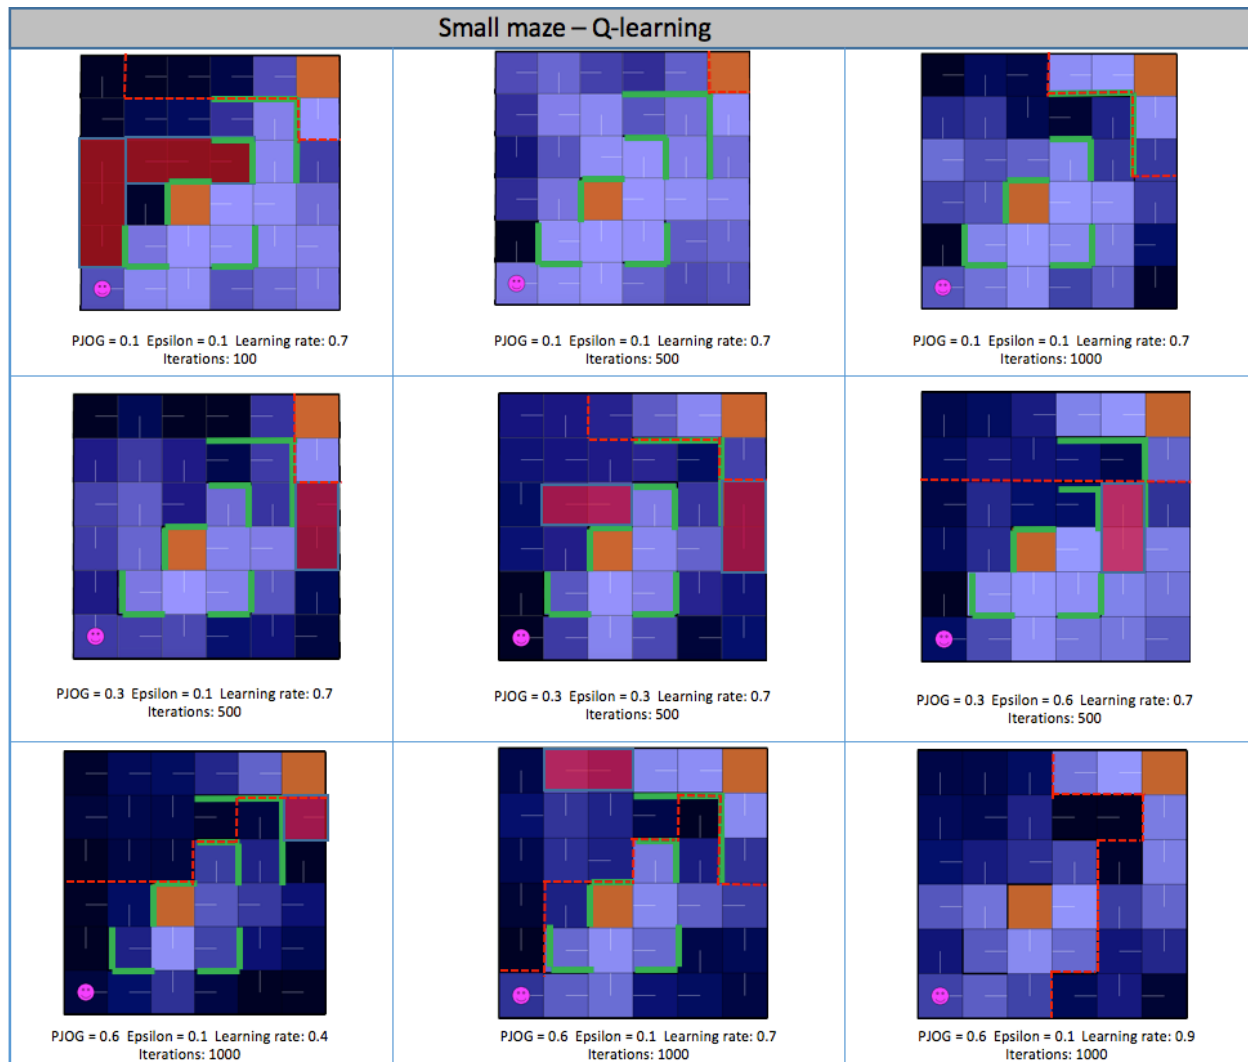 Small maze – Q-learning
PJOG = 0.1  Epsilon = 0.1  Learning rate: 0.7
Iterations: 100
PJOG = 0.1  Epsilon = 0.1  Learning rate: 0.7
Iterations: 500
PJOG = 0.1  Epsilon = 0.1  Learning rate: 0.7
Iterations: 1000
PJOG = 0.3  Epsilon = 0.1  Learning rate: 0.7
Iterations: 500
PJOG = 0.3  Epsilon = 0.3  Learning rate: 0.7
Iterations: 500
PJOG = 0.3  Epsilon = 0.6  Learning rate: 0.7
Iterations: 500
PJOG = 0.6  Epsilon = 0.1  Learning rate: 0.4
Iterations: 1000
PJOG = 0.6  Epsilon = 0.1  Learning rate: 0.7
Iterations: 1000
PJOG = 0.6  Epsilon = 0.1  Learning rate: 0.9
Iterations: 1000